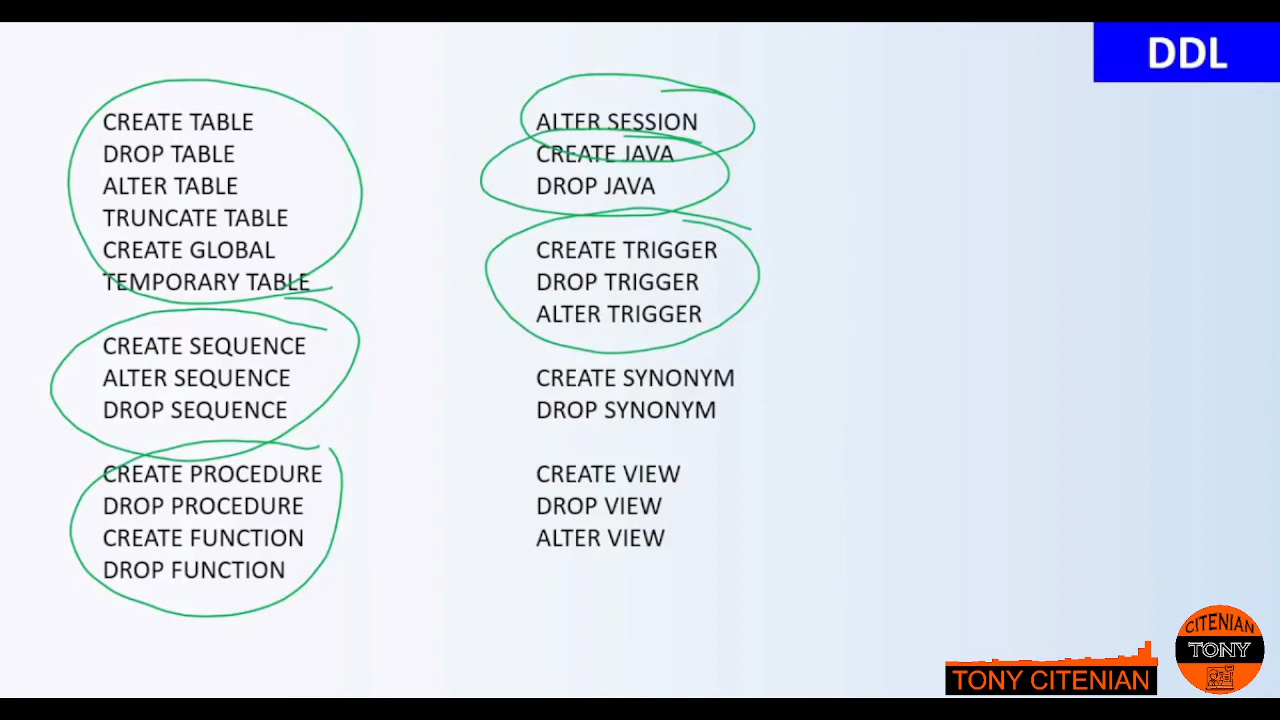 DDL
CREATE TABLE
DROP TABLE
ALTER TABLE
TRUNCATE TABLE
CREATE GLOBAL
TEMPORARY TABLE
CREATE SEQUENCE
ALTER SEQUENCE
DROP SEQUENCE
CREATE PROCEDURE
DROP PROCEDURE
CREATE FUNCTION
DROP FUNCTION
ALTER SESSION
CREATE JAVA
DROP JAVA
CREATE TRIGGER
DROP TRIGGER
ALTER TRIGGER
CREATE SYNONYM
DROP SYNONYM
CREATE VIEW
DROP VIEW
ALTER VIEW
TONY CITENIAN
CITENIAN
TONY